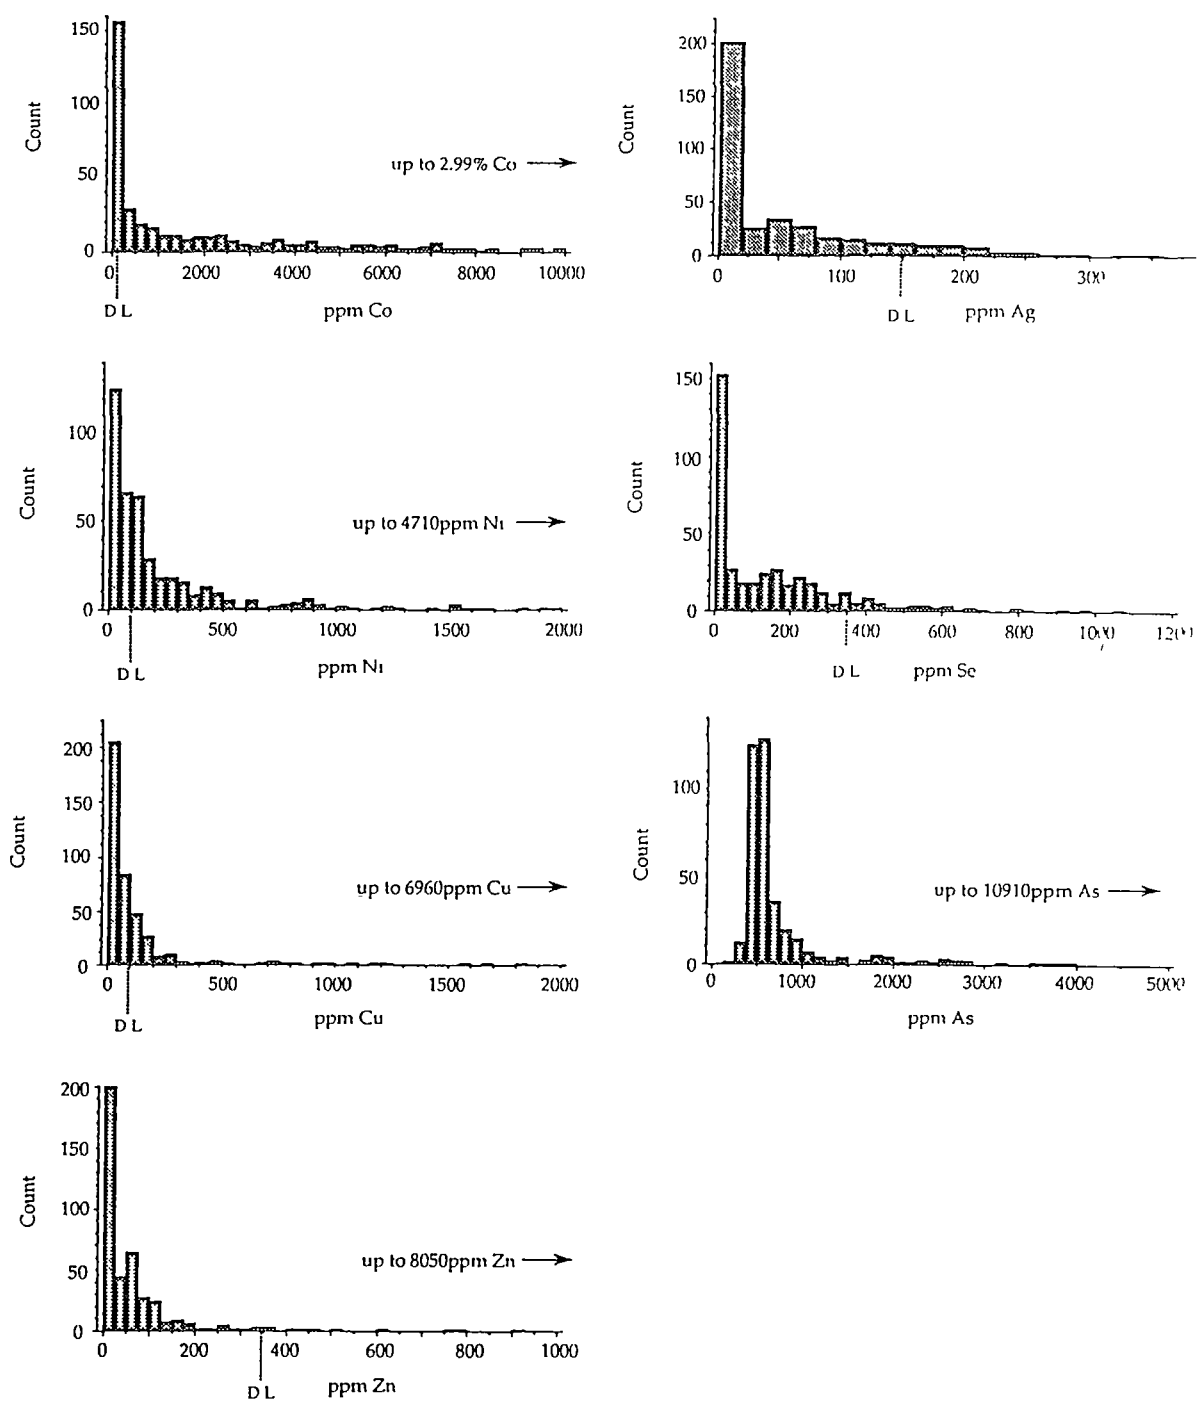 150
100
50
0
Count
up to 2.99% Co
0 2000 4000 6000 8000 10000
D L
ppm Co
200
150
100
50
0
Count
0 100 200 300
D L
ppm Ag
100
50
0
Count
up to 4710ppm Ni
0 500 1000 1500 2000
D L
ppm Ni
150
100
50
0
Count
0 200 400 600 800 1000 1200
D L
ppm Se
200
150
100
50
0
Count
up to 6960ppm Cu
0 500 1000 1500 2000
D L
ppm Cu
100
50
0
Count
up to 10910ppm As
0 1000 2000 3000 4000 5000
ppm As
200
150
100
50
0
Count
up to 8050ppm Zn
0 200 400 600 800 1000
D L
ppm Zn